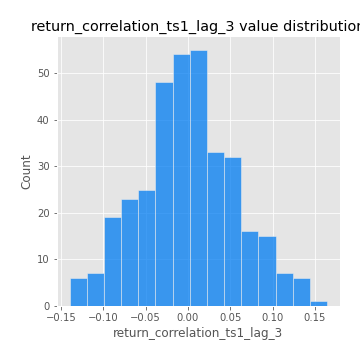 return_correlation_ts1_lag_3 value distribution
50
40
30
20
10
0
Count
−0.15 −0.10 −0.05 0.00 0.05 0.10 0.15
return_correlation_ts1_lag_3